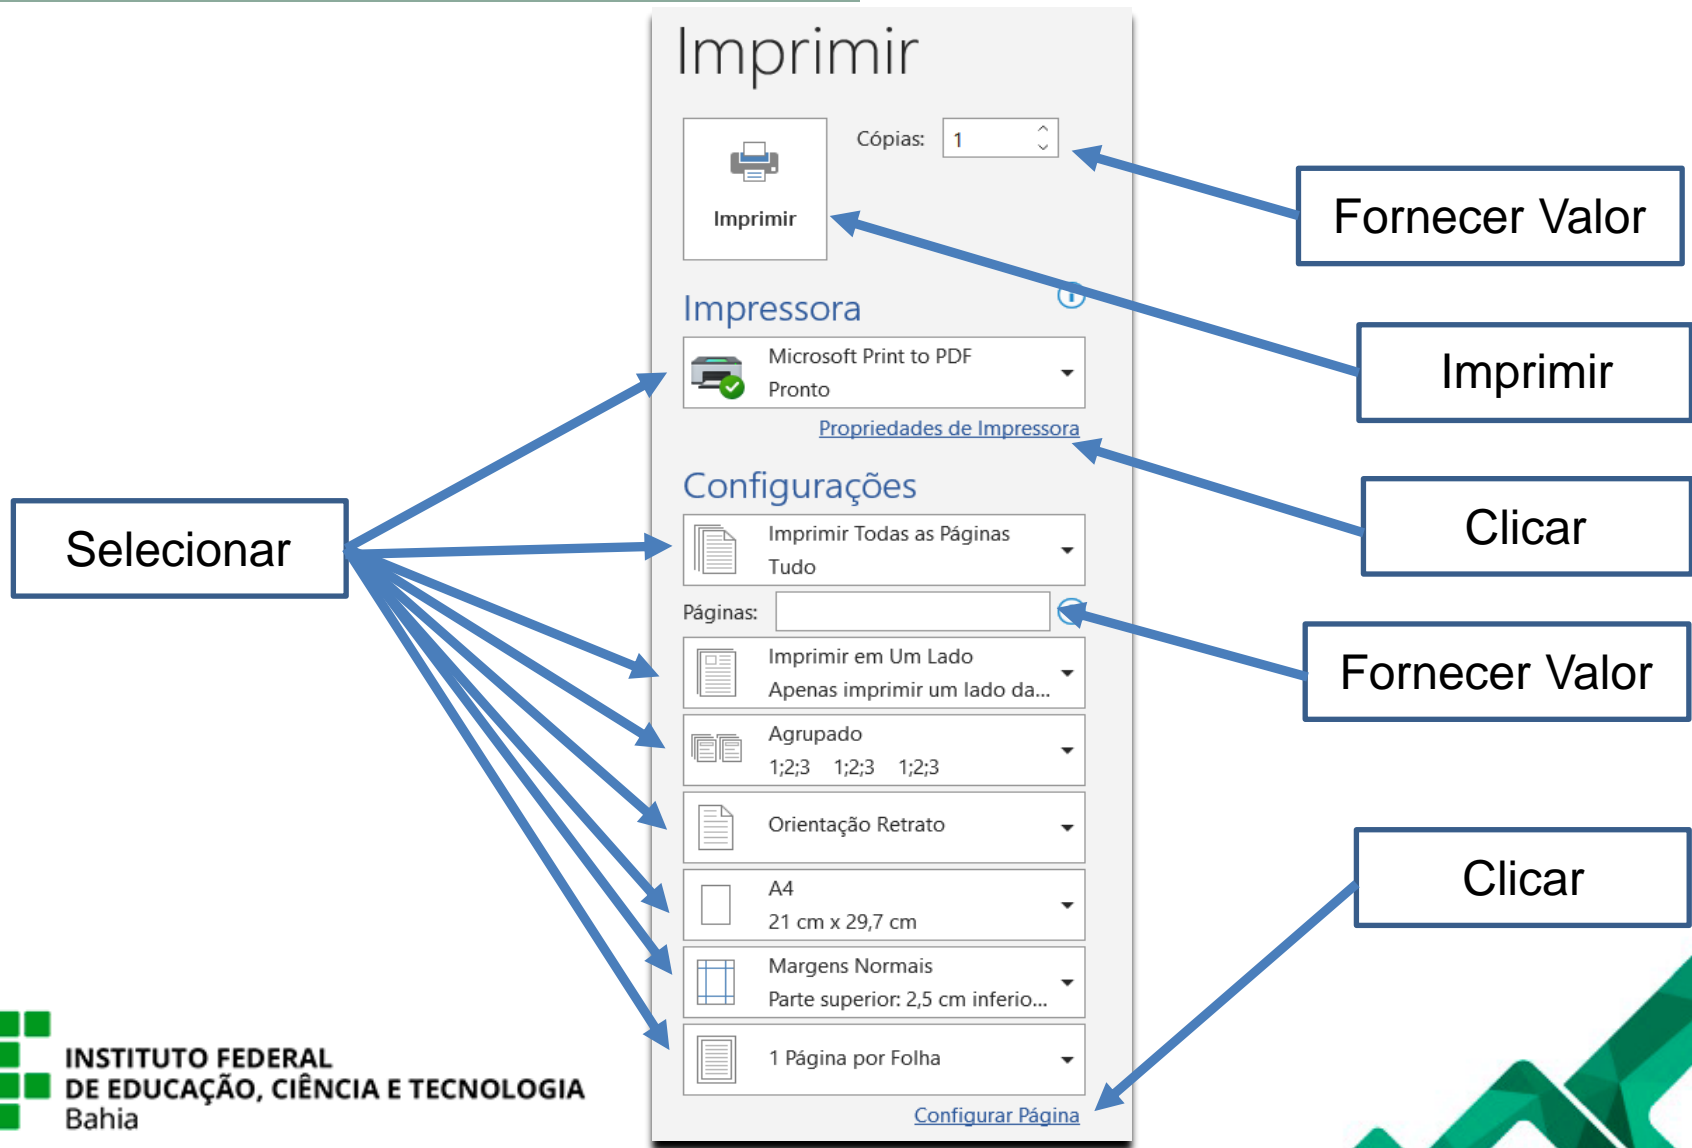 Imprimir
Cópias: 1
Imprimir
Fornecer Valor
Impressora
Imprimir
Microsoft Print to PDF
Pronto
Propriedades de Impressora
Configurações
Clicar
Selecionar
Imprimir Todas as Páginas
Tudo
Páginas:
Fornecer Valor
Imprimir em Um Lado
Apenas imprimir um lado da...
Agrupado
1;2;3 1;2;3 1;2;3
Orientação Retrato
Clicar
A4
21 cm x 29,7 cm
Margens Normais
Parte superior: 2,5 cm inferio...
1 Página por Folha
Configurar Página
INSTITUTO FEDERAL
DE EDUCAÇÃO, CIÊNCIA E TECNOLOGIA
Bahia